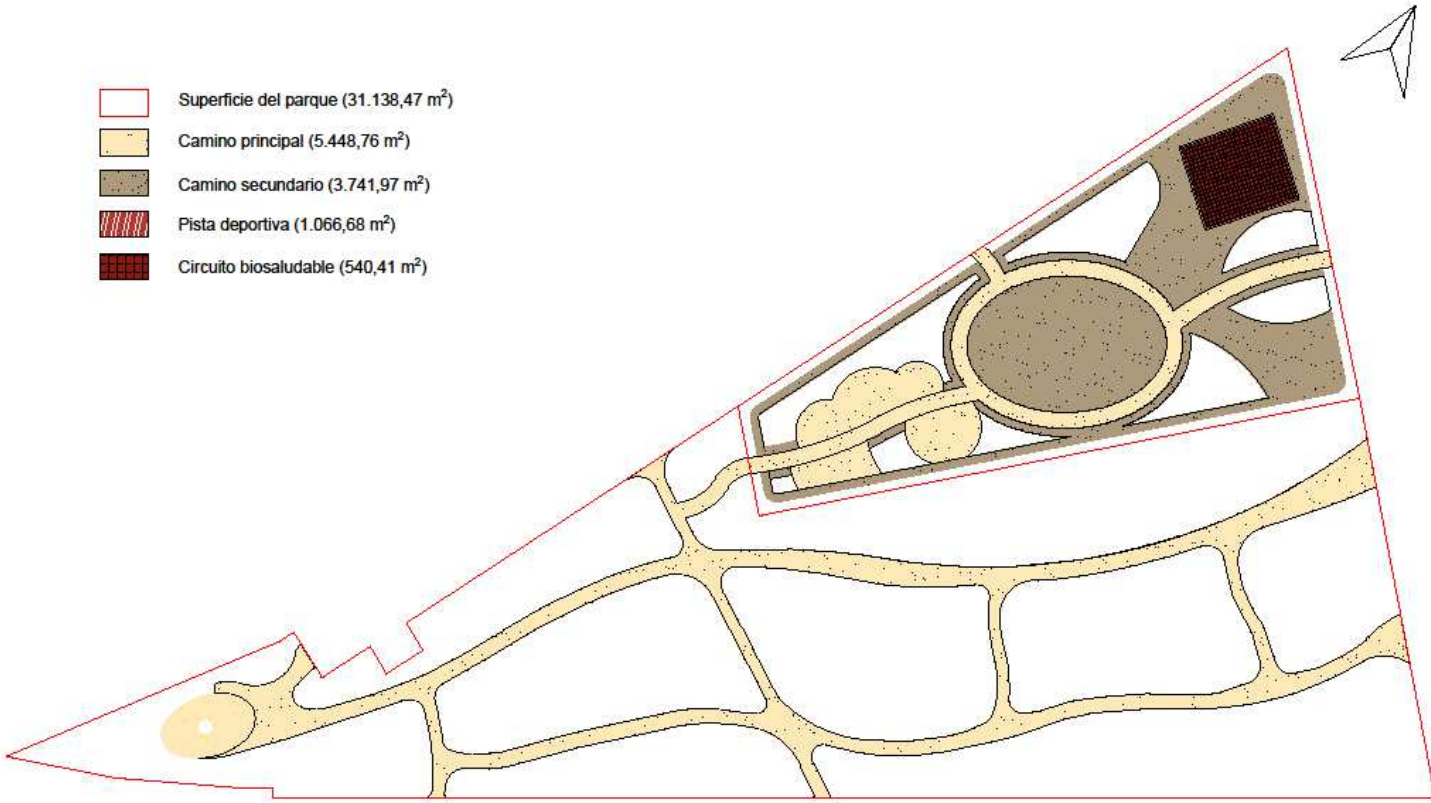 Superficie del parque (31.138,47 m²)
Camino principal (5.448,76 m²)
Camino secundario (3.741,97 m²)
Pista deportiva (1.066,68 m²)
Circuito biosaludable (540,41 m²)